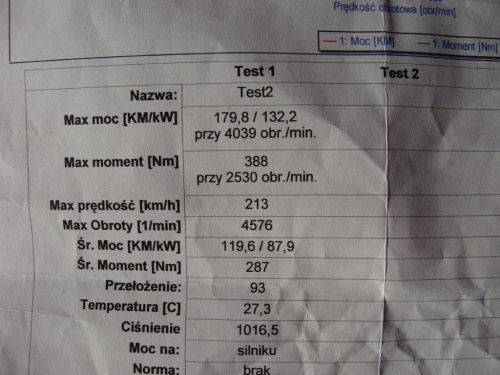 Prędkość obrotowa [obr/min]
1: Moc [KM] 1: Moment [Nm]
Test 1 Test 2
Nazwa: Test2
Max moc [KM/kW] 179,8 / 132,2
przy 4039 obr./min.
Max moment [Nm] 388
przy 2530 obr./min.
Max prędkość [km/h] 213
Max Obroty [1/min] 4576
Śr. Moc [KM/kW] 119,6 / 87,9
Śr. Moment [Nm] 287
Przełożenie: 93
Temperatura [C] 27,3
Ciśnienie 1016,5
Moc na: silniku
Norma: brak